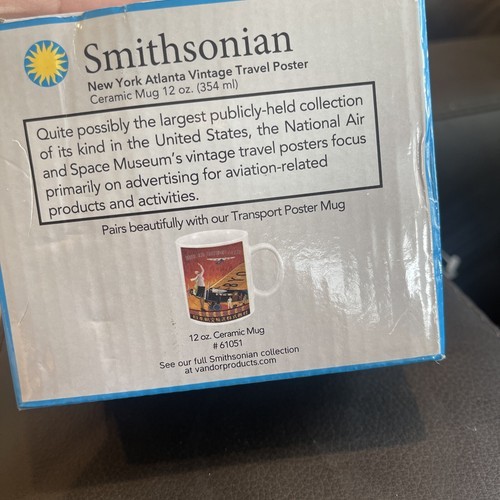 Smithsonian
New York Atlanta Vintage Travel Poster
Ceramic Mug 12 oz. (354 ml)
Quite possibly the largest publicly-held collection
of its kind in the United States, the National Air
and Space Museum's vintage travel posters focus
primarily on advertising for aviation-related
products and activities.
Pairs beautifully with our Transport Poster Mug
12 oz. Ceramic Mug
# 61051
See our full Smithsonian collection
at vandorproducts.com